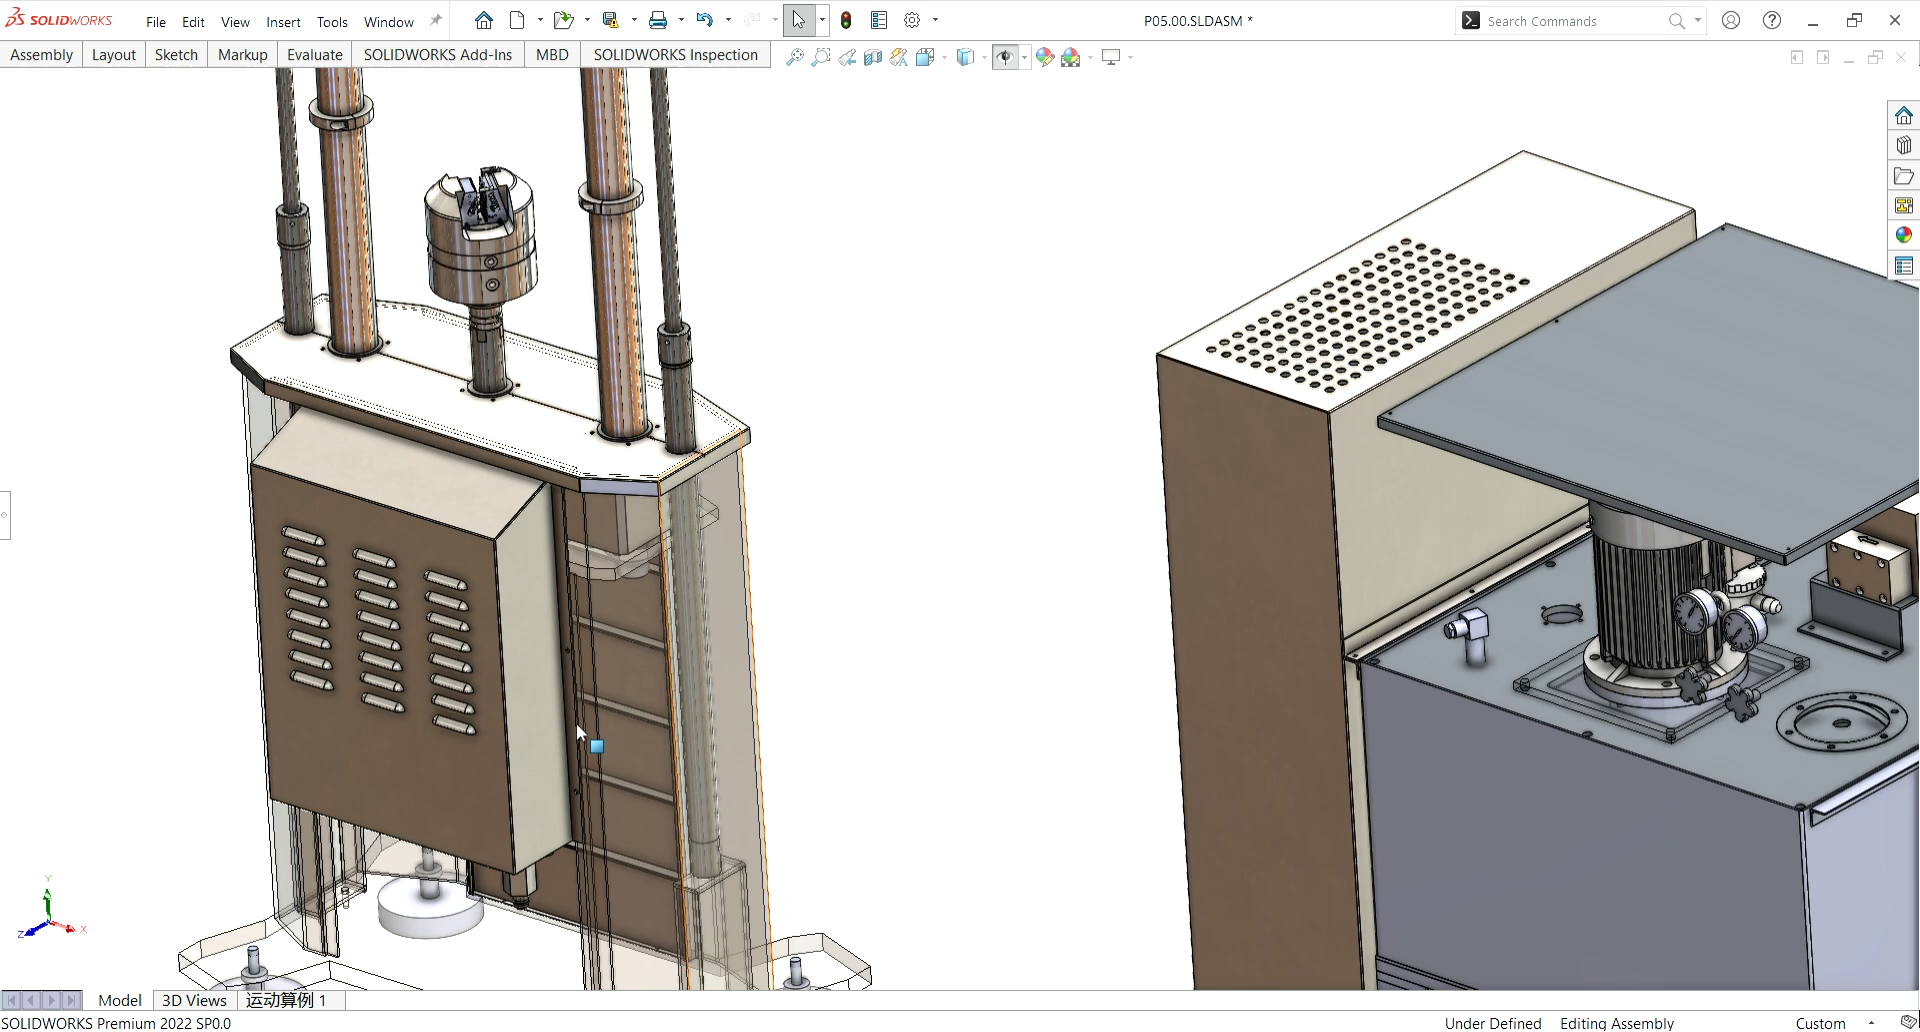 SOLIDWORKS File Edit View Insert Tools Window P05.00.SLDASM * Search Commands
Assembly Layout Sketch Markup Evaluate SOLIDWORKS Add-Ins MBD SOLIDWORKS Inspection
Y
Z X
Model 3D Views 运动算例 1
SOLIDWORKS Premium 2022 SP0.0 Under Defined Editing Assembly Custom